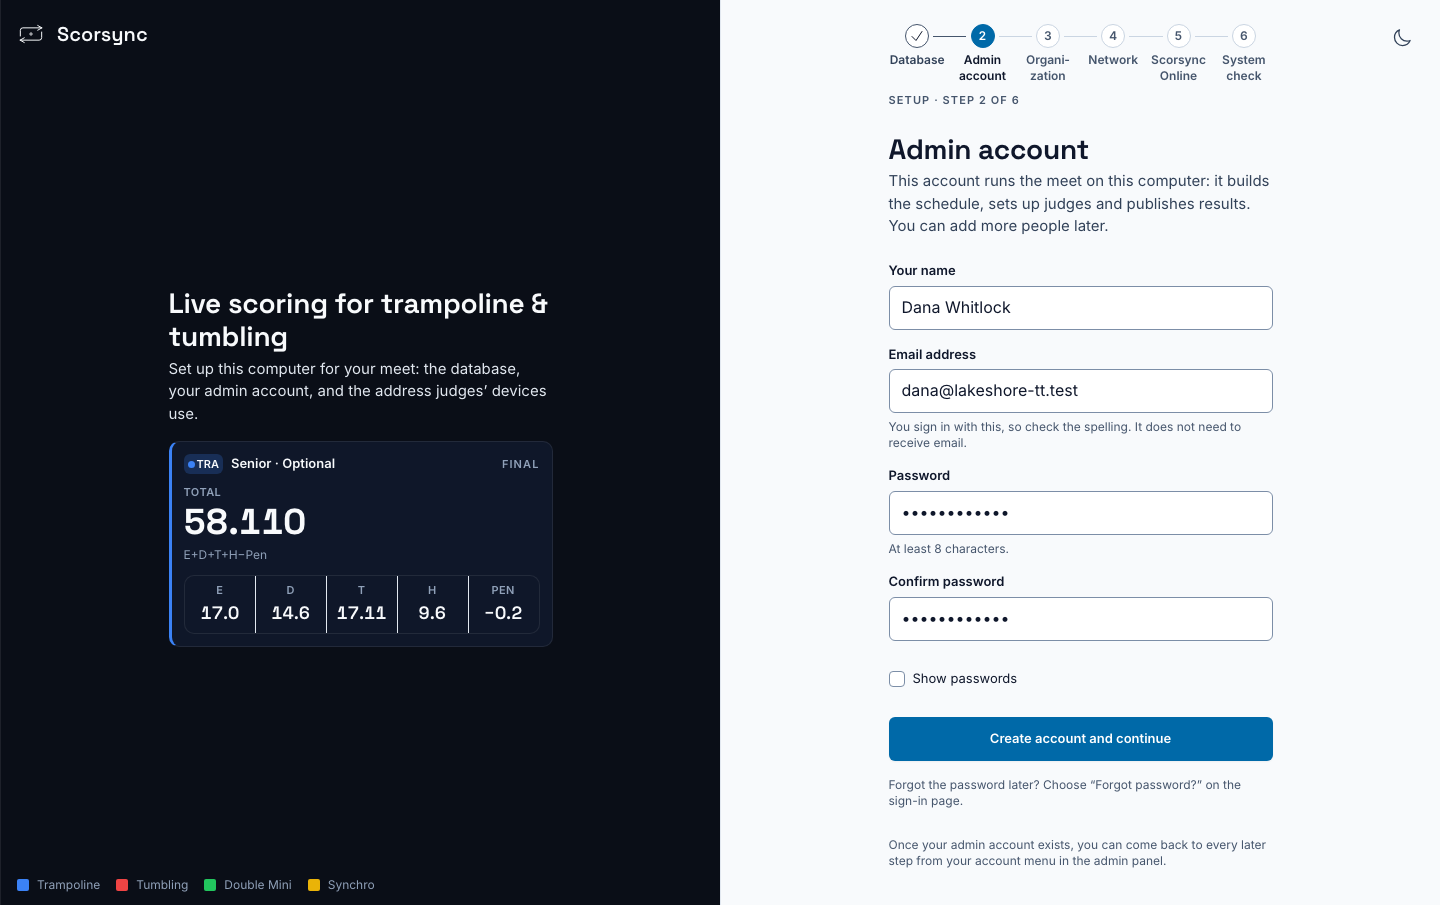 Scorsync
Live scoring for trampoline &
tumbling
Set up this computer for your meet: the database,
your admin account, and the address judges’ devices
use.
TRA Senior · Optional FINAL
TOTAL
58.110
E+D+T+H−Pen
E D T H PEN
17.0 14.6 17.11 9.6 −0.2
Trampoline Tumbling Double Mini Synchro
2 3 4 5 6
Database Admin Organi- Network Scorsync System
account zation Online check
SETUP · STEP 2 OF 6
Admin account
This account runs the meet on this computer: it builds
the schedule, sets up judges and publishes results.
You can add more people later.
Your name
Dana Whitlock
Email address
dana@lakeshore-tt.test
You sign in with this, so check the spelling. It does not need to
receive email.
Password
••••••••••••
At least 8 characters.
Confirm password
••••••••••••
Show passwords
Create account and continue
Forgot the password later? Choose “Forgot password?” on the
sign-in page.
Once your admin account exists, you can come back to every later
step from your account menu in the admin panel.